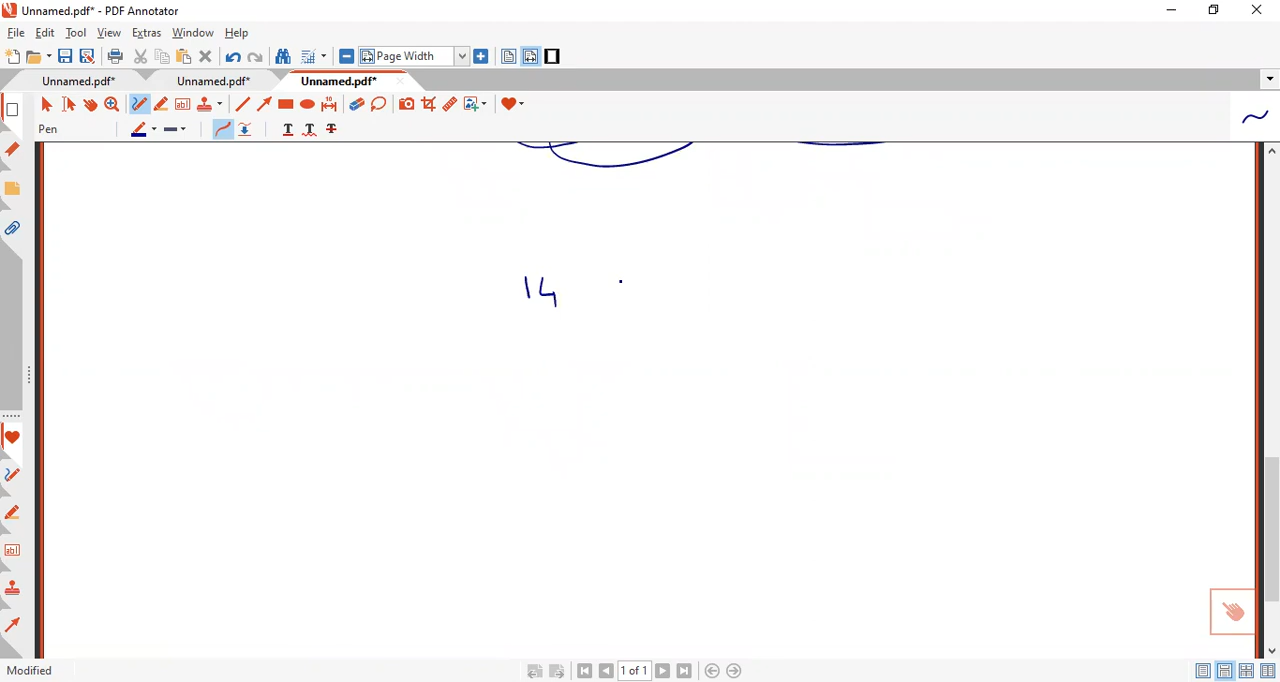 Unnamed.pdf* - PDF Annotator
File Edit Tool View Extras Window Help
Page Width
Unnamed.pdf* Unnamed.pdf* Unnamed.pdf*
Pen
14
1 of 1
Modified